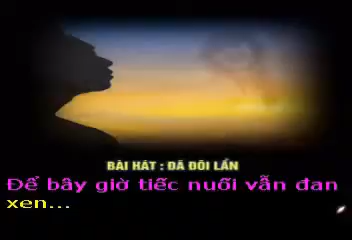 BÀI HÁT : ĐÃ ĐÔI LẦN
Để bây giờ tiếc nuối vẫn đan
xen...